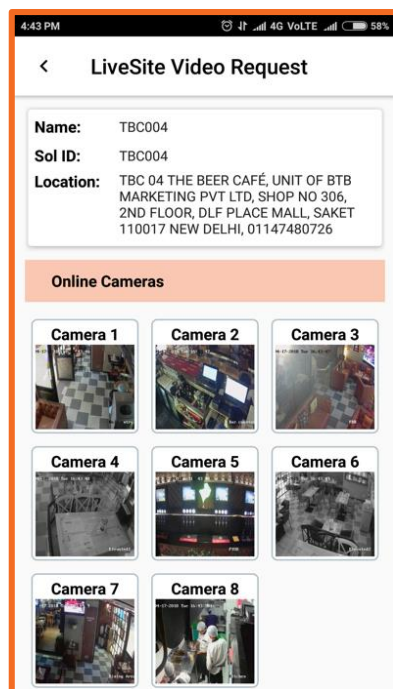 4:43 PM 4G VoLTE 58%
LiveSite Video Request
Name: TBC004
Sol ID: TBC004
Location: TBC 04 THE BEER CAFÉ, UNIT OF BTB
MARKETING PVT LTD, SHOP NO 306,
2ND FLOOR, DLF PLACE MALL, SAKET
110017 NEW DELHI, 01147480726
Online Cameras
Camera 1 Camera 2 Camera 3
Camera 4 Camera 5 Camera 6
Camera 7 Camera 8